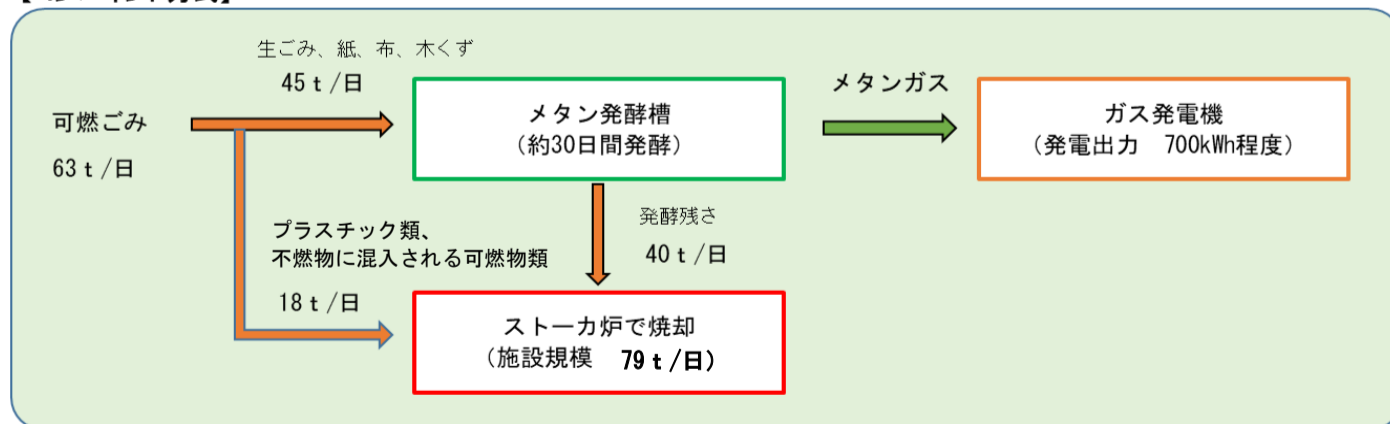 生ごみ、紙、布、木くず
45ｔ/日
可燃ごみ
63ｔ/日
メタン発酵槽
（約30日間発酵）
メタンガス
ガス発電機
（発電出力　700kWh程度）
プラスチック類、
不燃物に混入される可燃物類
18ｔ/日
発酵残さ
40ｔ/日
ストーカ炉で焼却
（施設規模　79ｔ/日）